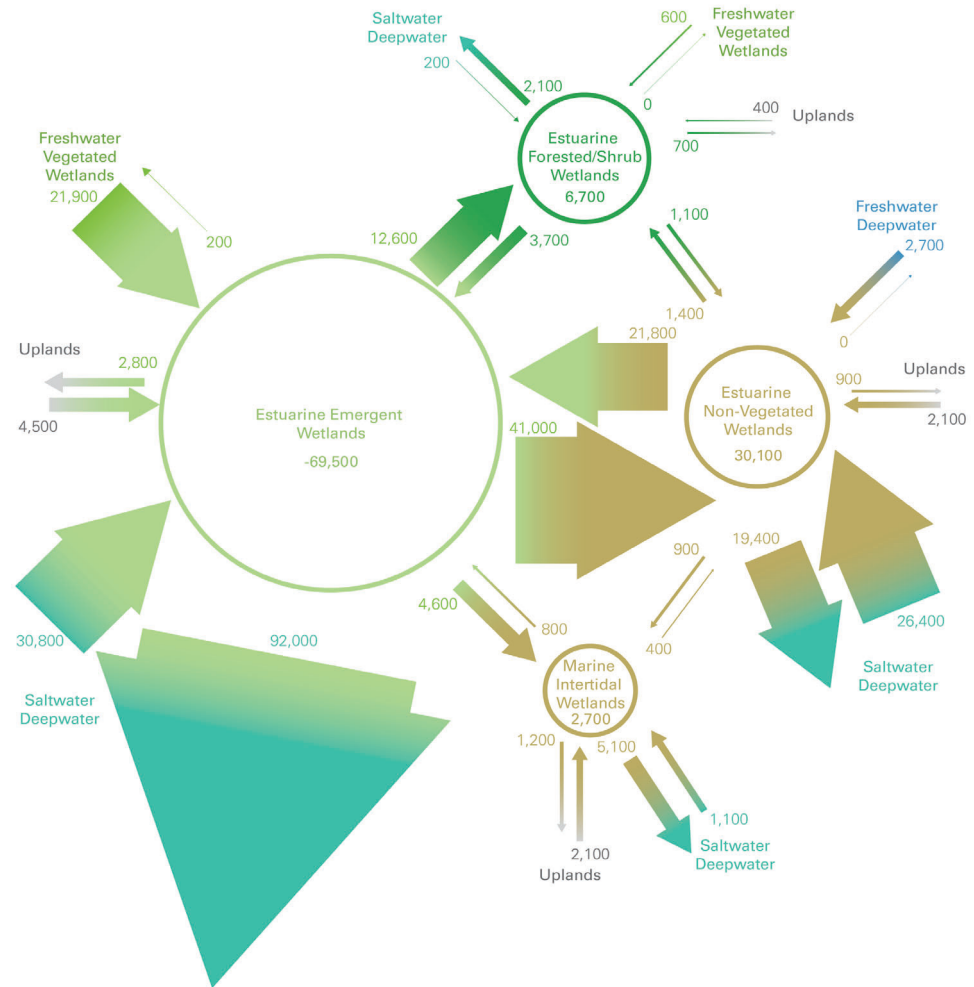 Saltwater
Deepwater
200
2,100
600
Freshwater
Vegetated
Wetlands
0
400
Uplands
700
Estuarine
Forested/Shrub
Wetlands
6,700
Freshwater
Vegetated
Wetlands
21,900
200
12,600
3,700
1,100
1,400
Freshwater
Deepwater
2,700
0
Uplands
2,800
4,500
Estuarine Emergent
Wetlands
-69,500
21,800
41,000
Estuarine
Non-Vegetated
Wetlands
30,100
900
Uplands
2,100
30,800
Saltwater
Deepwater
92,000
4,600
800
900
400
19,400
26,400
Saltwater
Deepwater
Marine
Intertidal
Wetlands
2,700
1,200
2,100
Uplands
5,100
1,100
Saltwater
Deepwater